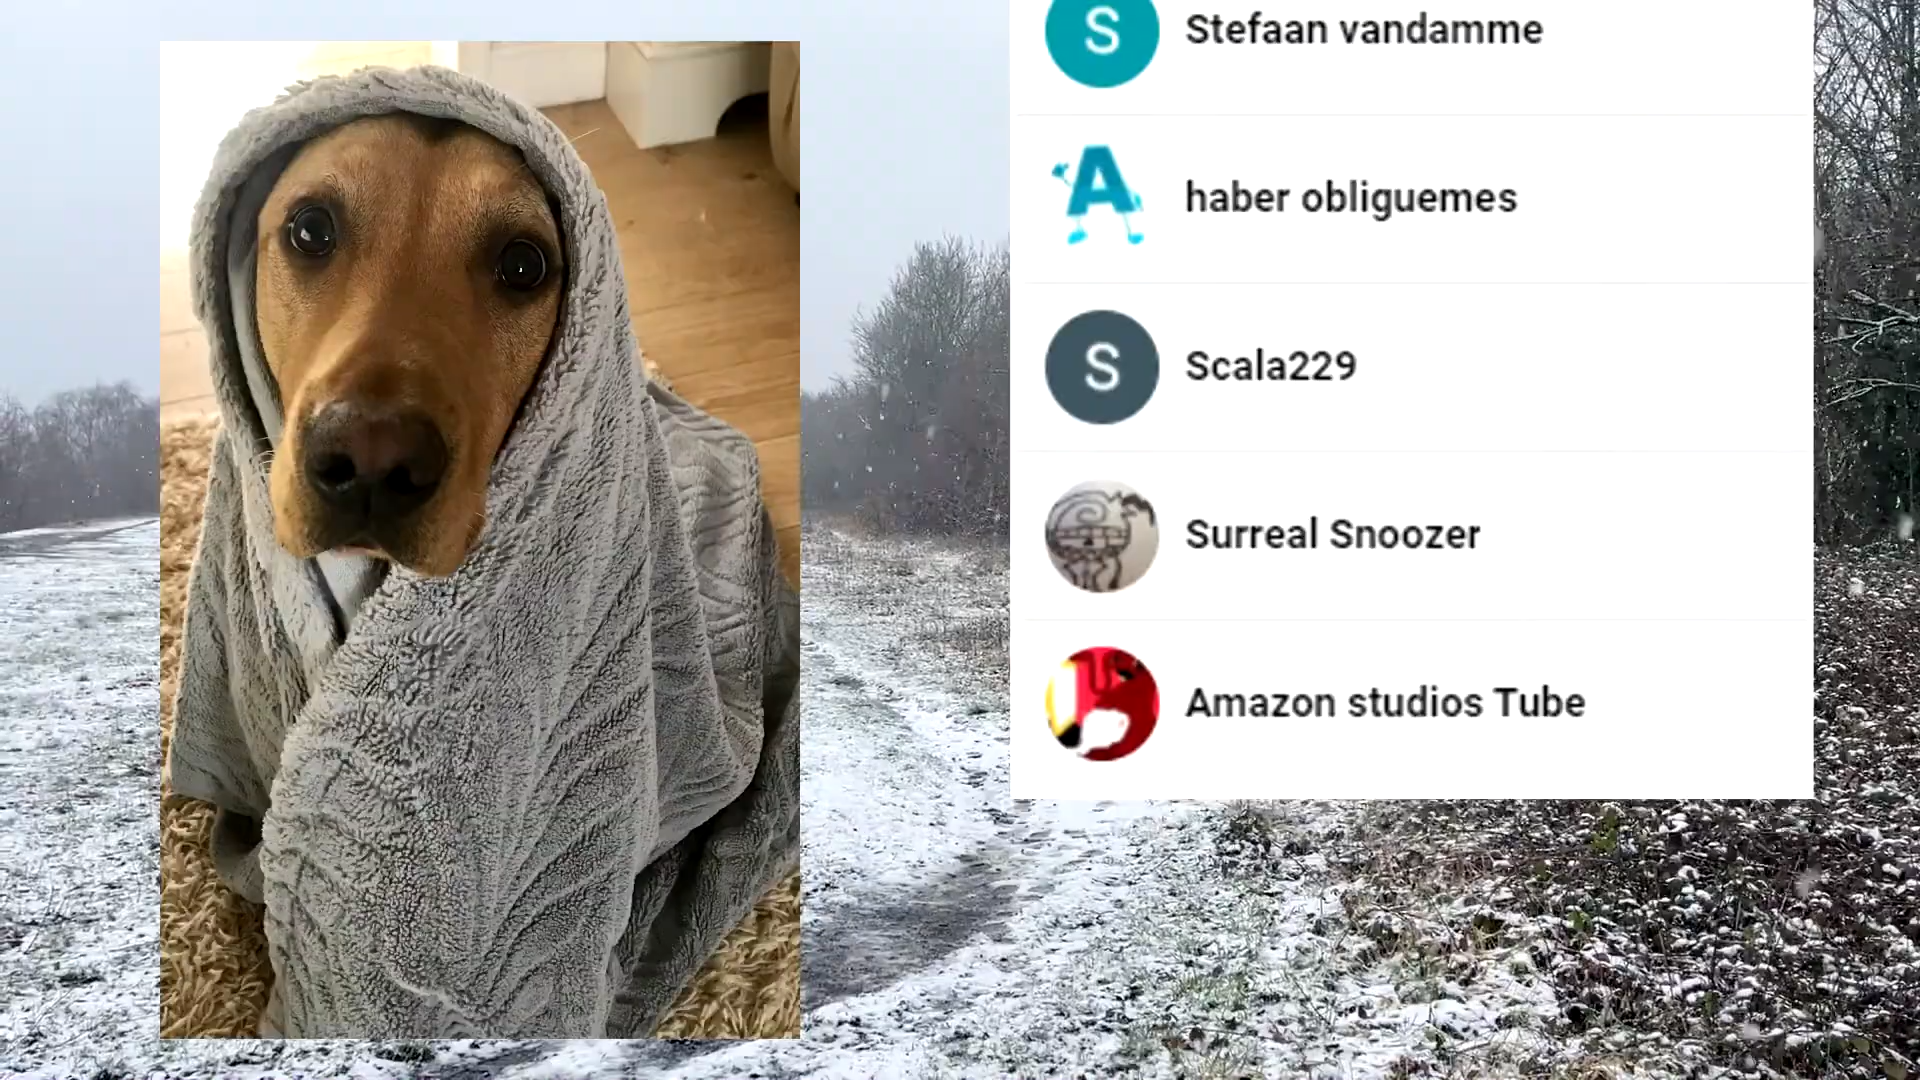 S Stefaan vandamme
A haber obliguemes
S Scala229
Surreal Snoozer
Amazon studios Tube